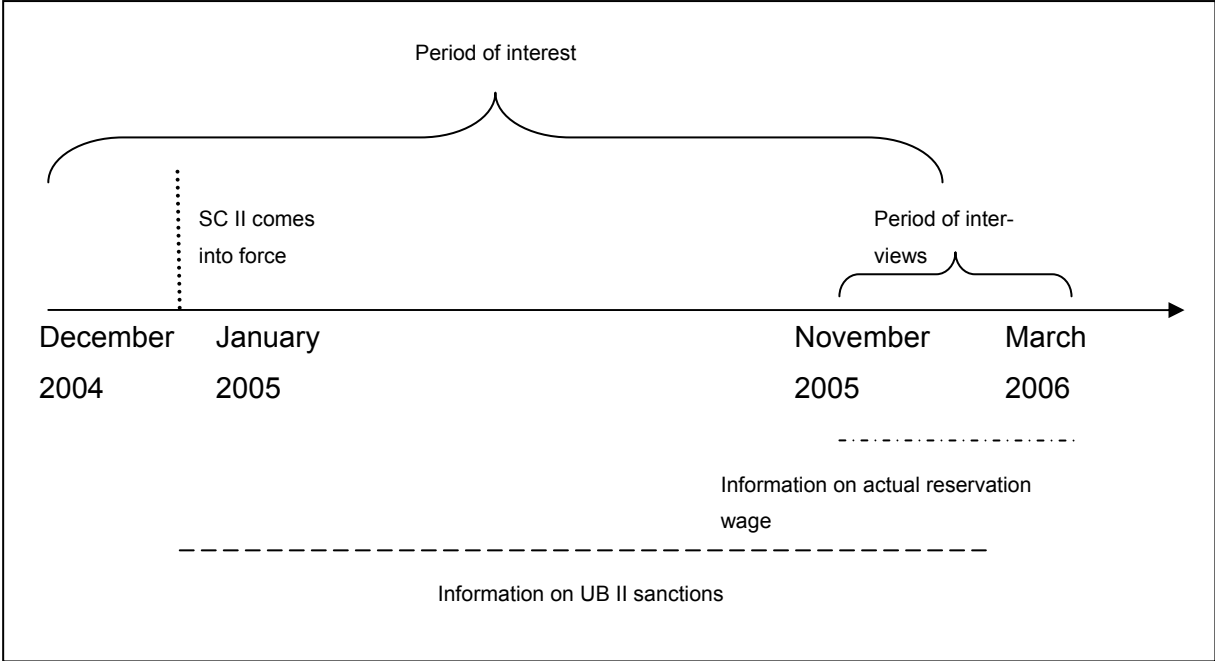 Period of interest
SC II comes
into force
Period of inter-
views
December
2004
January
2005
November
2005
March
2006
Information on actual reservation
wage
Information on UB II sanctions